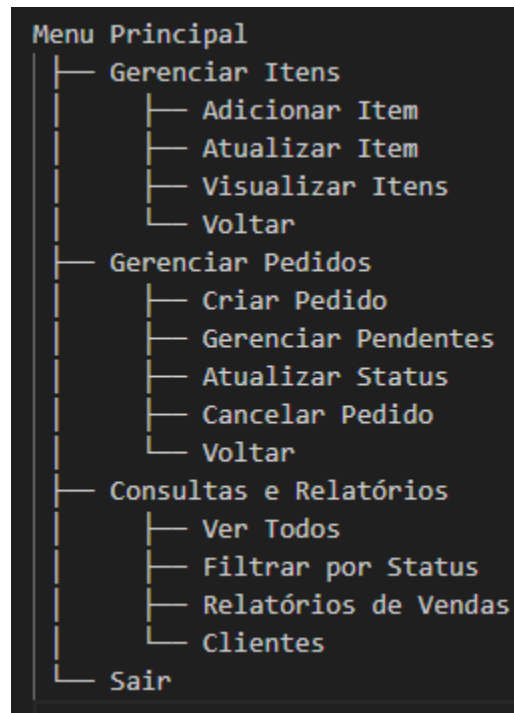 Menu Principal
├── Gerenciar Itens
│   ├── Adicionar Item
│   ├── Atualizar Item
│   ├── Visualizar Itens
│   └── Voltar
├── Gerenciar Pedidos
│   ├── Criar Pedido
│   ├── Gerenciar Pendentes
│   ├── Atualizar Status
│   ├── Cancelar Pedido
│   └── Voltar
├── Consultas e Relatórios
│   ├── Ver Todos
│   ├── Filtrar por Status
│   ├── Relatórios de Vendas
│   └── Clientes
└── Sair